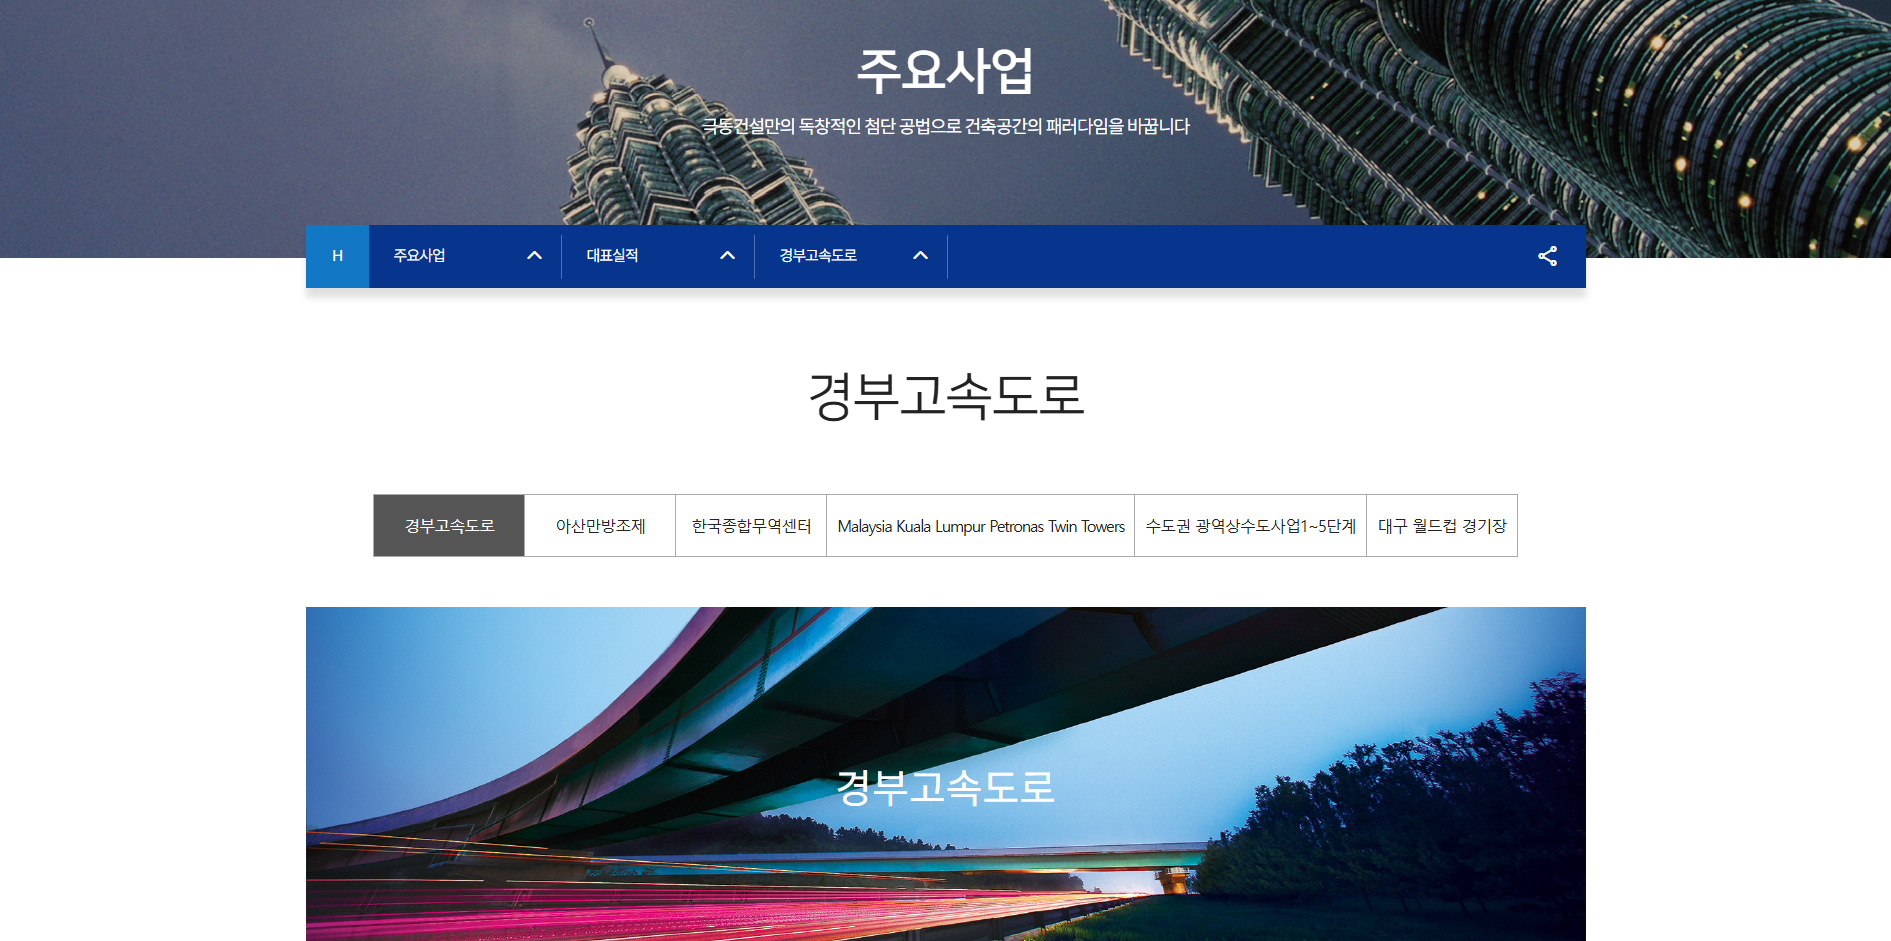 주요사업
극동건설만의 독창적인 첨단 공법으로 건축공간의 패러다임을 바꿉니다
H 주요사업 대표실적 경부고속도로
경부고속도로
경부고속도로 아산만방조제 한국종합무역센터 Malaysia Kuala Lumpur Petronas Twin Towers 수도권 광역상수도사업1~5단계 대구 월드컵 경기장
경부고속도로